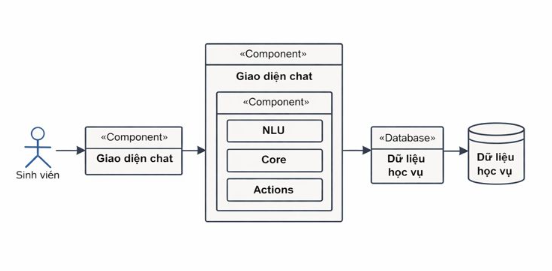 Sinh viên
«Component»
Giao diện chat
«Component»
Giao diện chat
«Component»
NLU
Core
Actions
«Database»
Dữ liệu
học vụ
Dữ liệu
học vụ